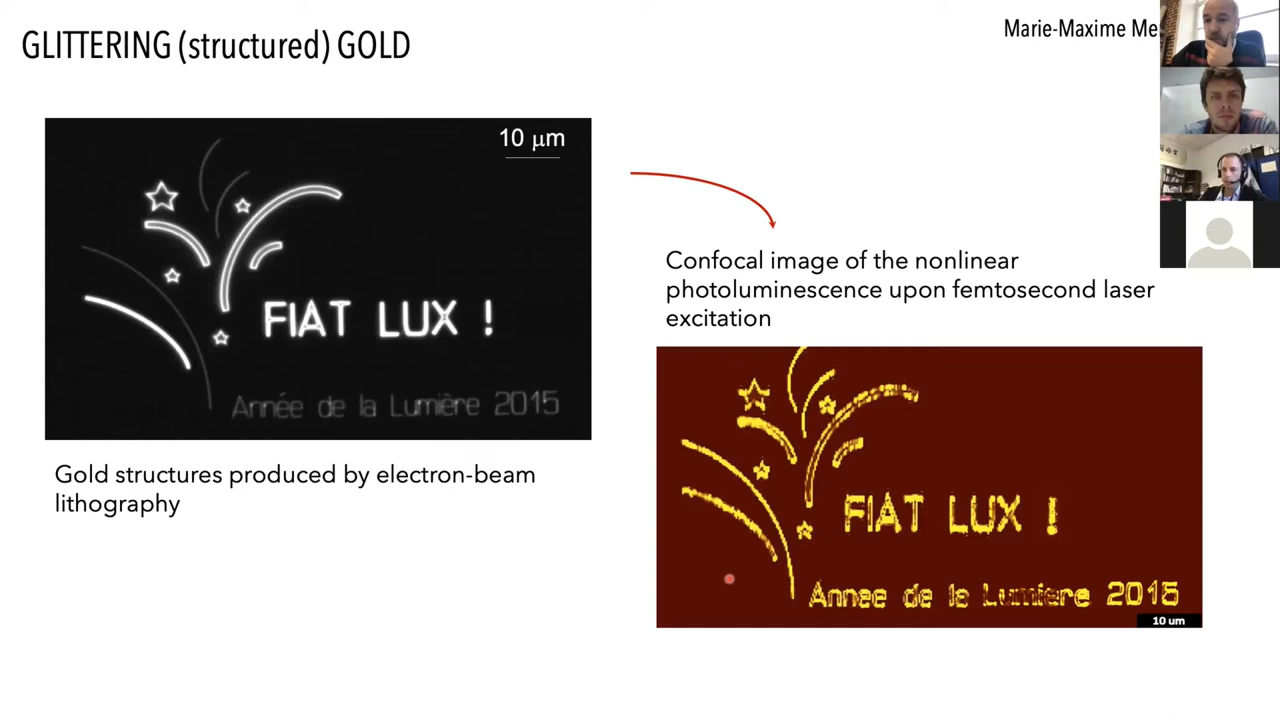 GLITTERING (structured) GOLD
Marie-Maxime
10 µm
FIAT LUX !
Année de la Lumière 2015
Gold structures produced by electron-beam
lithography
Confocal image of the nonlinear
photoluminescence upon femtosecond laser
excitation
FIAT LUX !
Annee de la Lumiere 2015
10 um